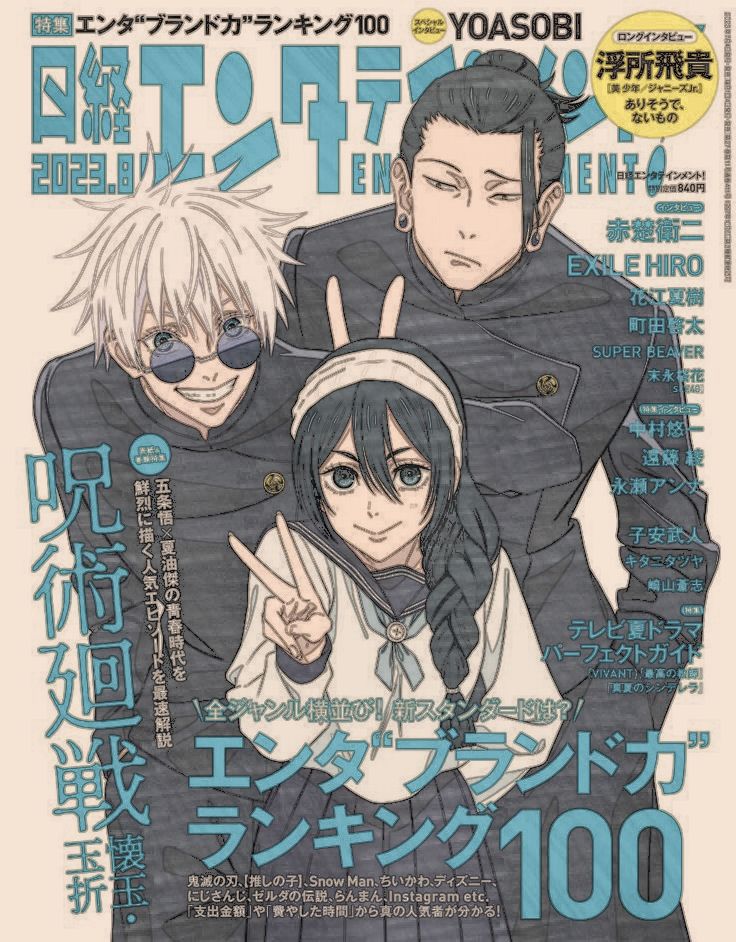 特集 エンタ“ブランド力”ランキング100
スペシャル
インタビュー
YOASOBI
日経エンタテインメント!
2023.8
ロングインタビュー
浮所飛貴
[美 少年/ジャニーズJr.]
ありそうで、
ないもの
日経エンタテインメント!
特別定価840円
インタビュー
赤楚衛二
EXILE HIRO
花江夏樹
町田啓太
SUPER BEAVER
末永桜花
特集インタビュー
中村悠一
遠藤 綾
永瀬アンナ
子安武人
キタニタツヤ
嶋山蒼志
特集
テレビ夏ドラマ
パーフェクトガイド
『VIVANT』『最高の教師』
『真夏のシンデレラ』
表紙&
巻頭特集
五条悟×夏油傑の青春時代を
鮮烈に描く人気エピソードを最速解説
呪術廻戦
懐玉・
玉折
全ジャンル横並び! 新スタンダードは?
エンタ“ブランド力”
ランキング100
鬼滅の刃、【推しの子】、Snow Man、ちいかわ、ディズニー、
にじさんじ、ゼルダの伝説、らんまん、Instagram etc.
「支出金額」や「費やした時間」から真の人気者が分かる!